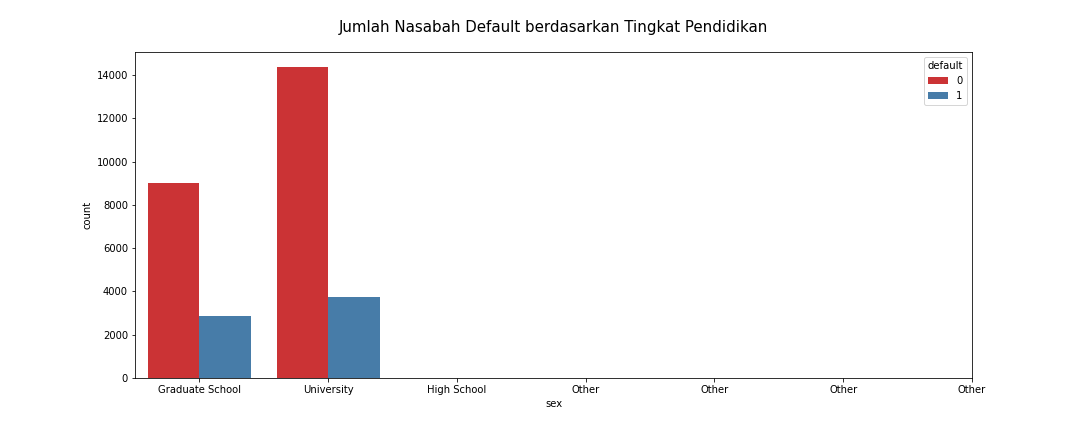 Jumlah Nasabah Default berdasarkan Tingkat Pendidikan
default
0
1
14000
12000
10000
8000
6000
4000
2000
0
count
Graduate School University High School Other Other Other Other
sex